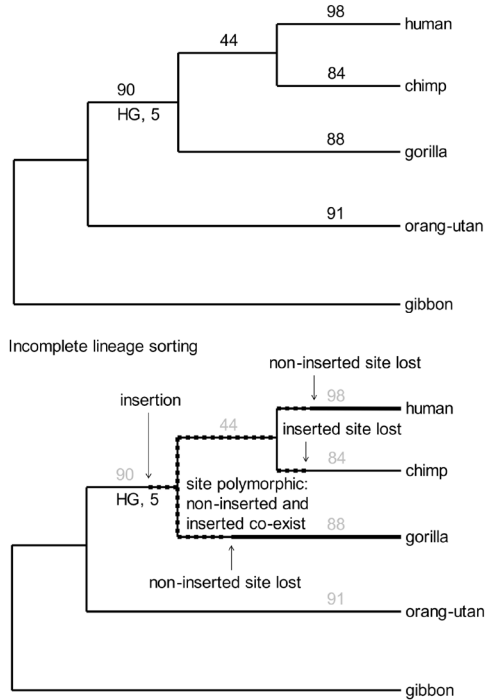 98
human
44
84
chimp
90
HG, 5
88
gorilla
91
orang-utan
gibbon
Incomplete lineage sorting
non-inserted site lost
insertion
98
human
44
inserted site lost
84
chimp
90
HG, 5
site polymorphic:
non-inserted and
inserted co-exist
88
gorilla
non-inserted site lost
91
orang-utan
gibbon